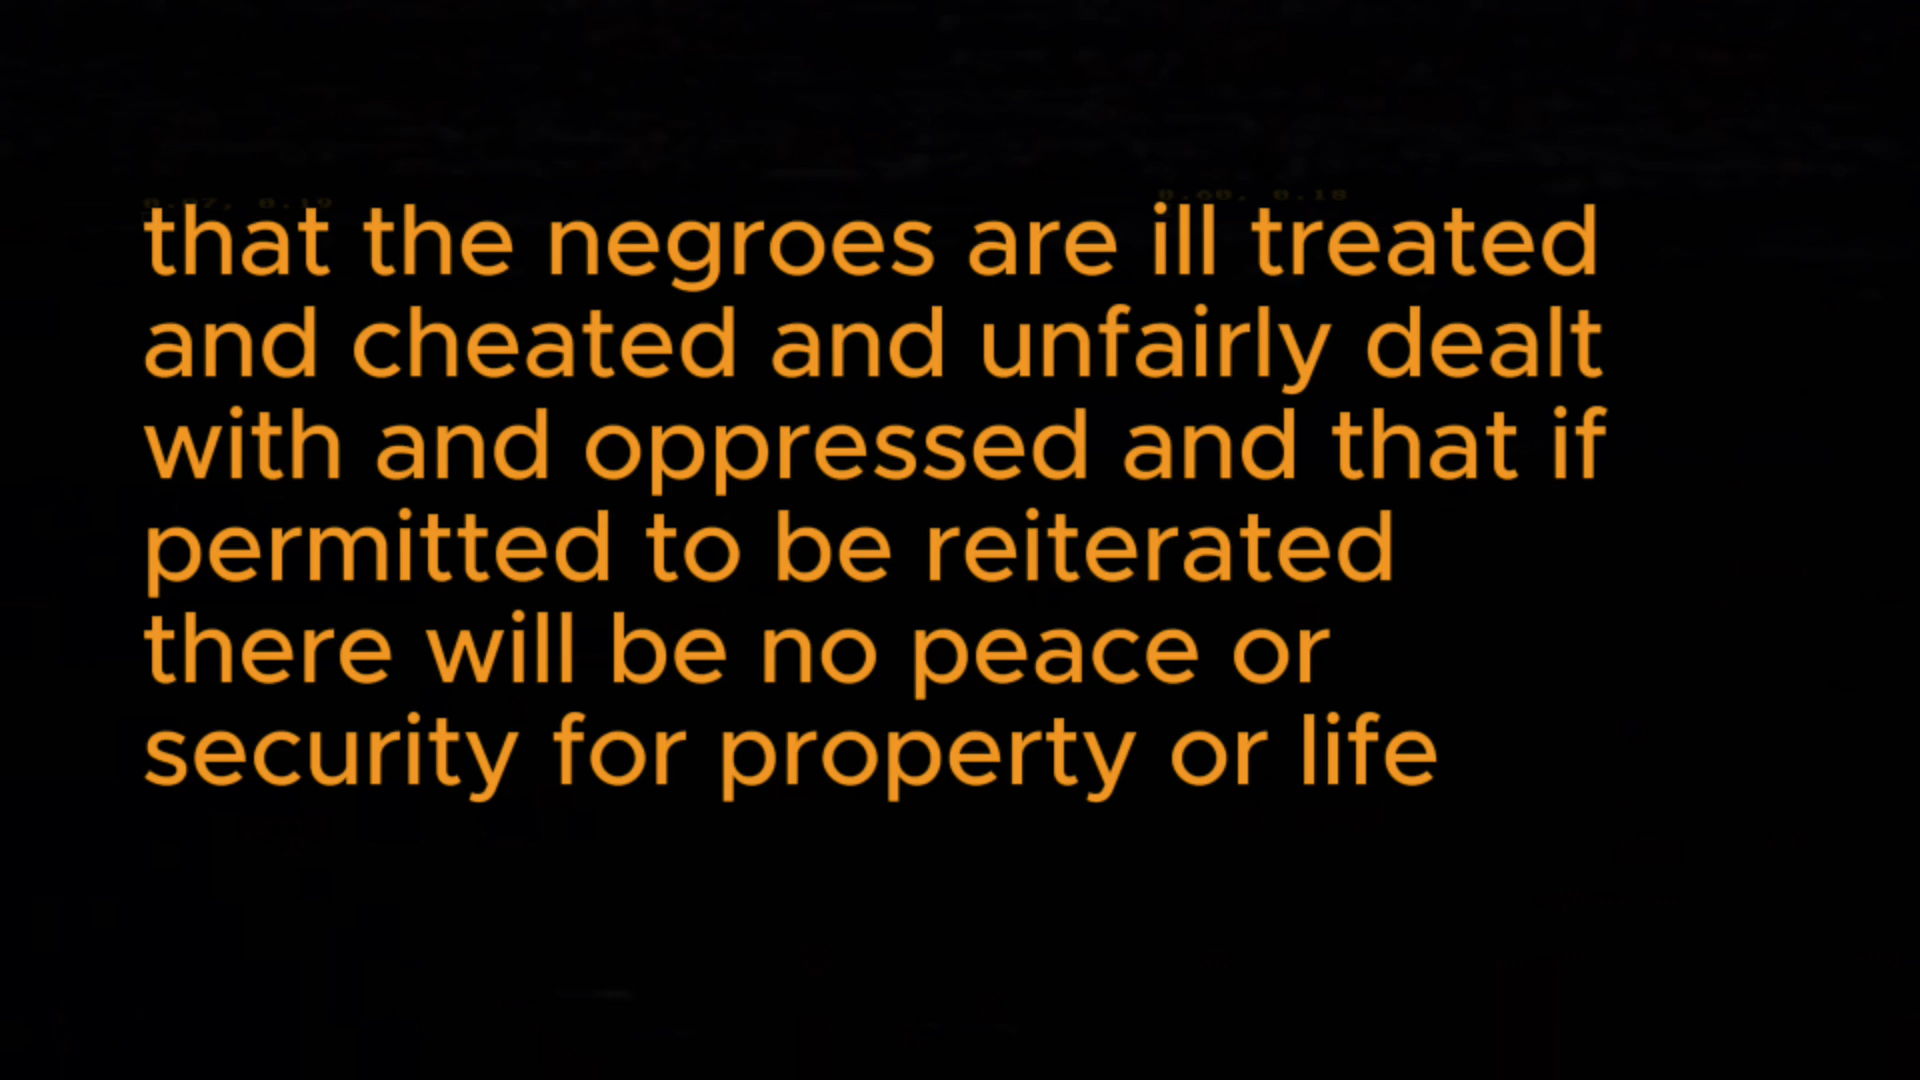 that the negroes are ill treated
and cheated and unfairly dealt
with and oppressed and that if
permitted to be reiterated
there will be no peace or
security for property or life